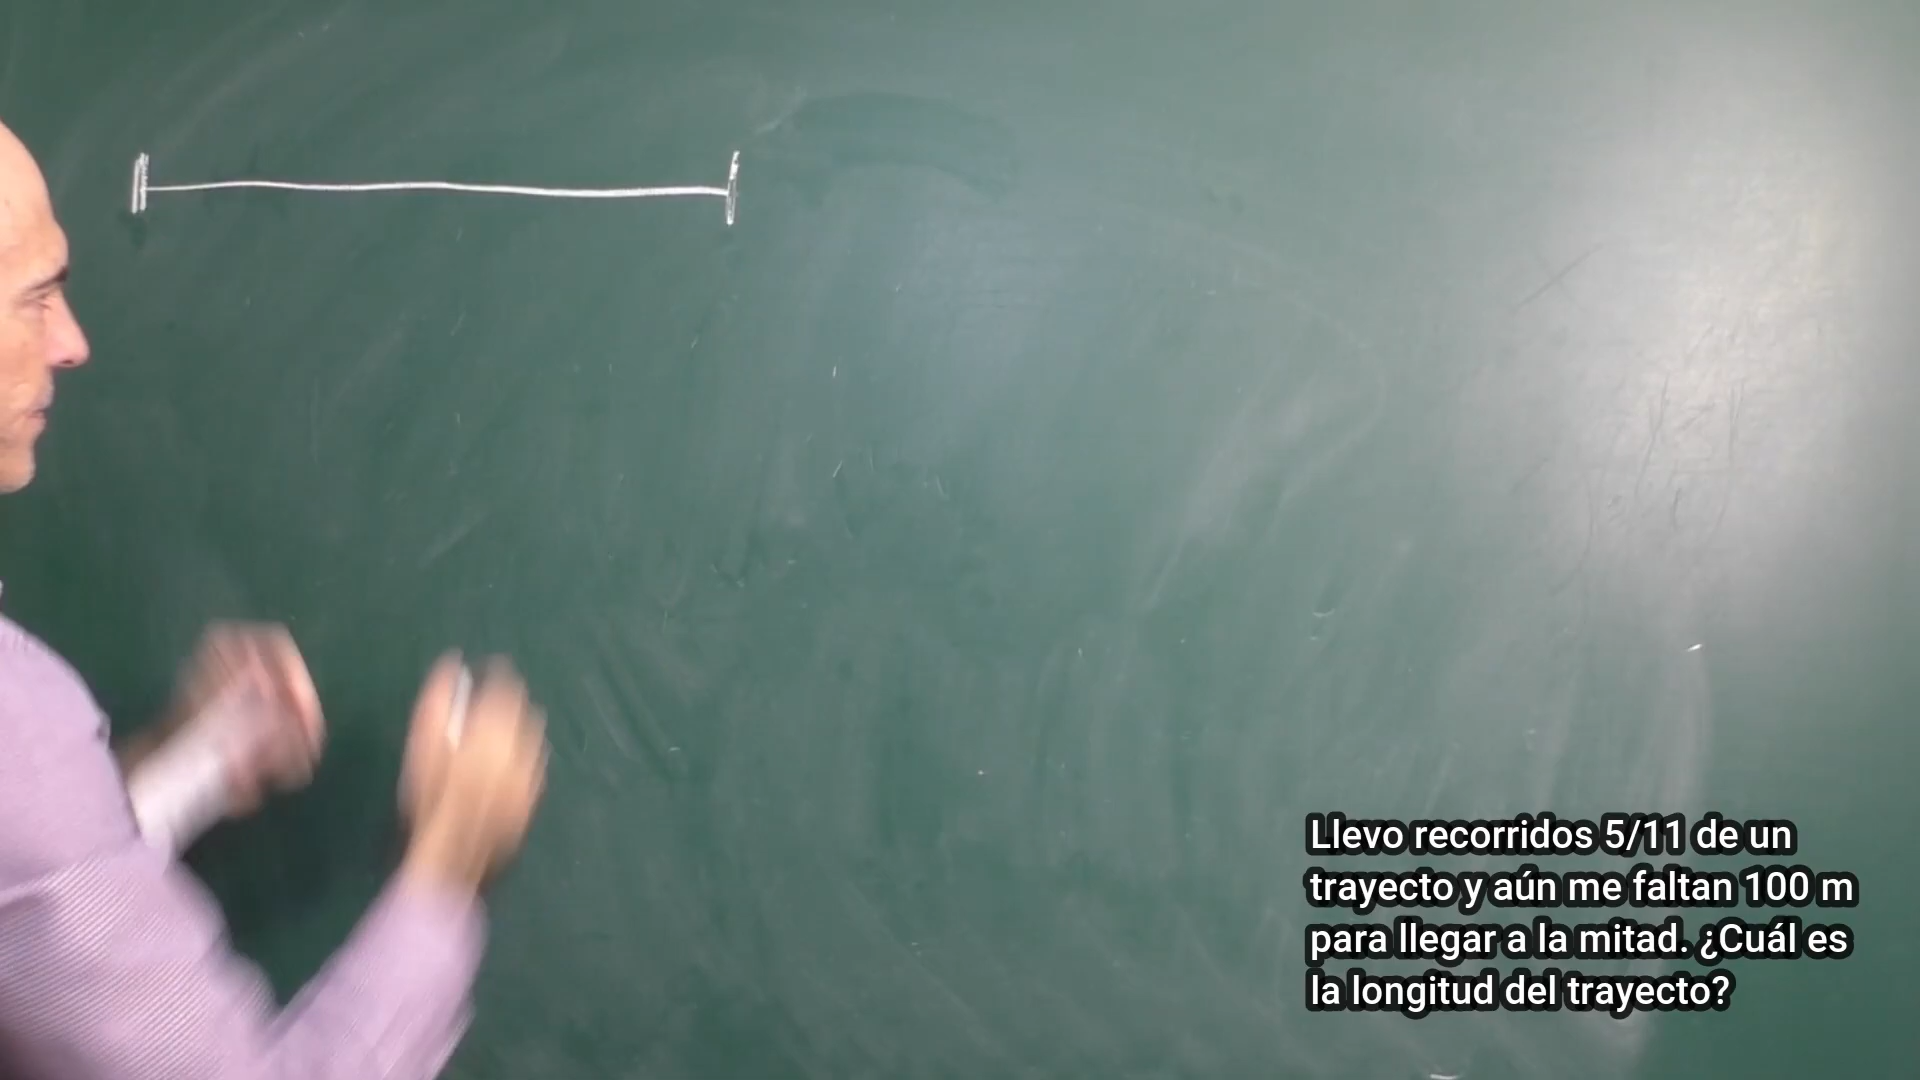 Llevo recorridos 5/11 de un
trayecto y aún me faltan 100 m
para llegar a la mitad. ¿Cuál es
la longitud del trayecto?